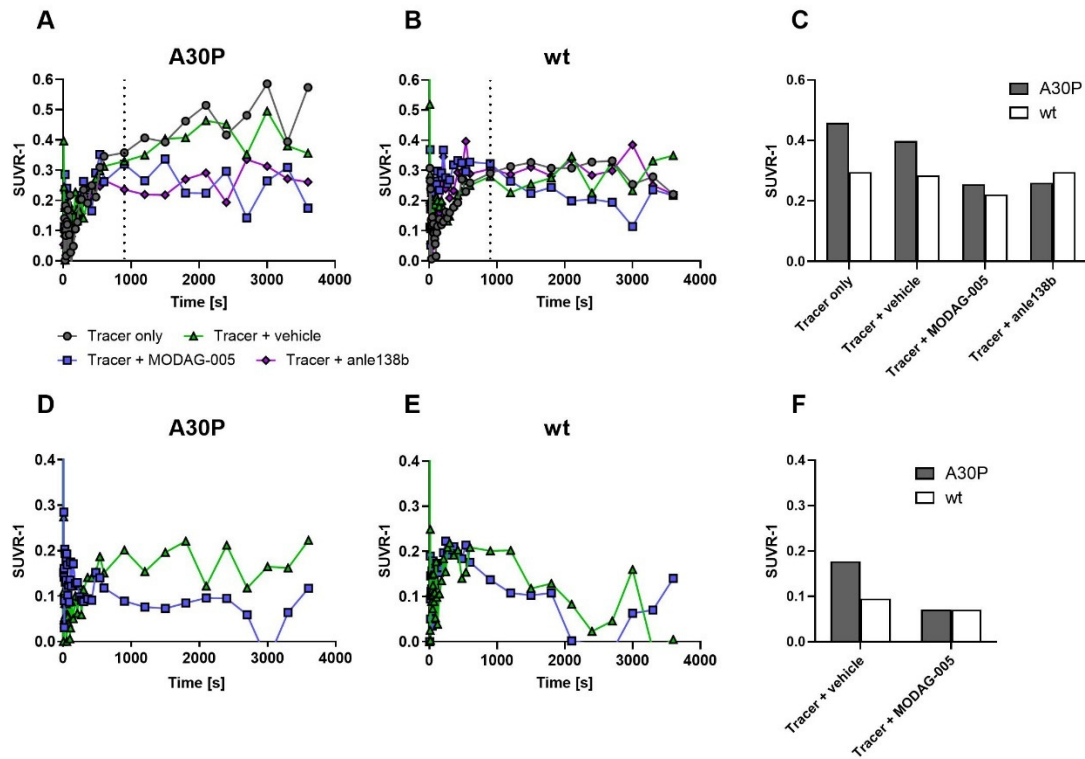 A
A30P
SUVR-1
0.6
0.5
0.4
0.3
0.2
0.1
0.0
0 1000 2000 3000 4000
Time [s]
B
wt
SUVR-1
0.6
0.5
0.4
0.3
0.2
0.1
0.0
0 1000 2000 3000 4000
Time [s]
C
SUVR-1
0.6
0.4
0.2
0.0
A30P
wt
Tracer only
Tracer + vehicle
Tracer + MODAG-005
Tracer + anle138b
Tracer only Tracer + vehicle
Tracer + MODAG-005 Tracer + anle138b
D
A30P
SUVR-1
0.4
0.3
0.2
0.1
0.0
0 1000 2000 3000 4000
Time [s]
E
wt
SUVR-1
0.4
0.3
0.2
0.1
0.0
0 1000 2000 3000 4000
Time [s]
F
SUVR-1
0.4
0.3
0.2
0.1
0.0
A30P
wt
Tracer + vehicle
Tracer + MODAG-005